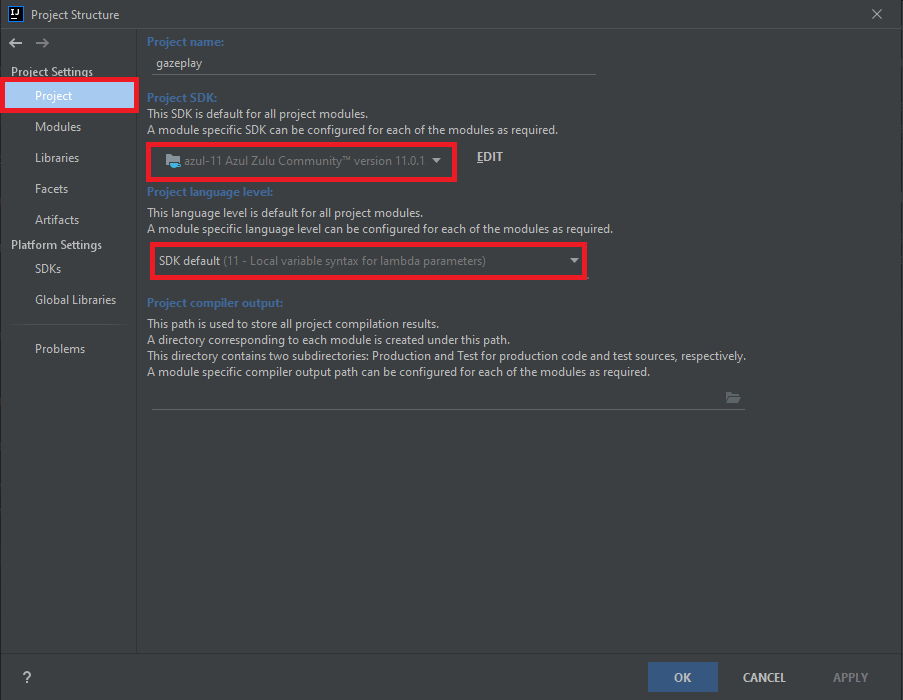 IJ
Project Structure
Project Settings
Project
Modules
Libraries
Facets
Artifacts
Platform Settings
SDKs
Global Libraries
Problems
Project name:
gazeplay
Project SDK:
This SDK is default for all project modules.
A module specific SDK can be configured for each of the modules as required.
azul-11 Azul Zulu Community™ version 11.0.1
EDIT
Project language level:
This language level is default for all project modules.
A module specific language level can be configured for each of the modules as required.
SDK default (11 - Local variable syntax for lambda parameters)
Project compiler output:
This path is used to store all project compilation results.
A directory corresponding to each module is created under this path.
This directory contains two subdirectories: Production and Test for production code and test sources, respectively.
A module specific compiler output path can be configured for each of the modules as required.
?
OK
CANCEL
APPLY